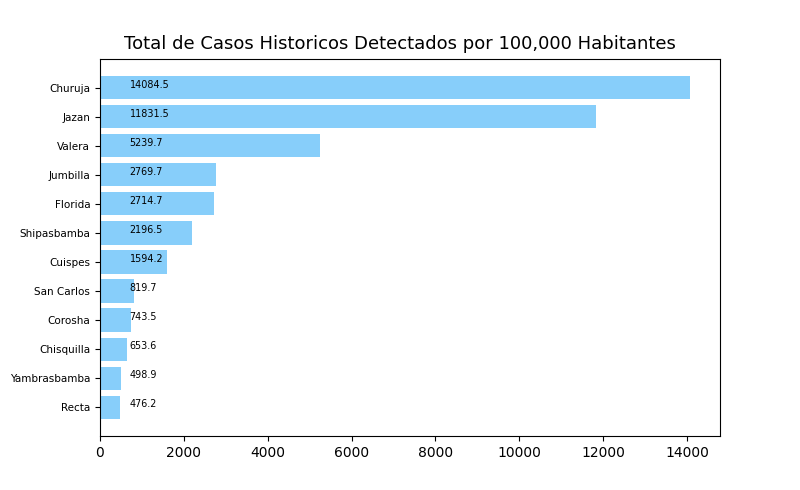 Total de Casos Historicos Detectados por 100,000 Habitantes
Churuja 14084.5
Jazan 11831.5
Valera 5239.7
Jumbilla 2769.7
Florida 2714.7
Shipasbamba 2196.5
Cuispes 1594.2
San Carlos 819.7
Corosha 743.5
Chisquilla 653.6
Yambrasbamba 498.9
Recta 476.2
0 2000 4000 6000 8000 10000 12000 14000